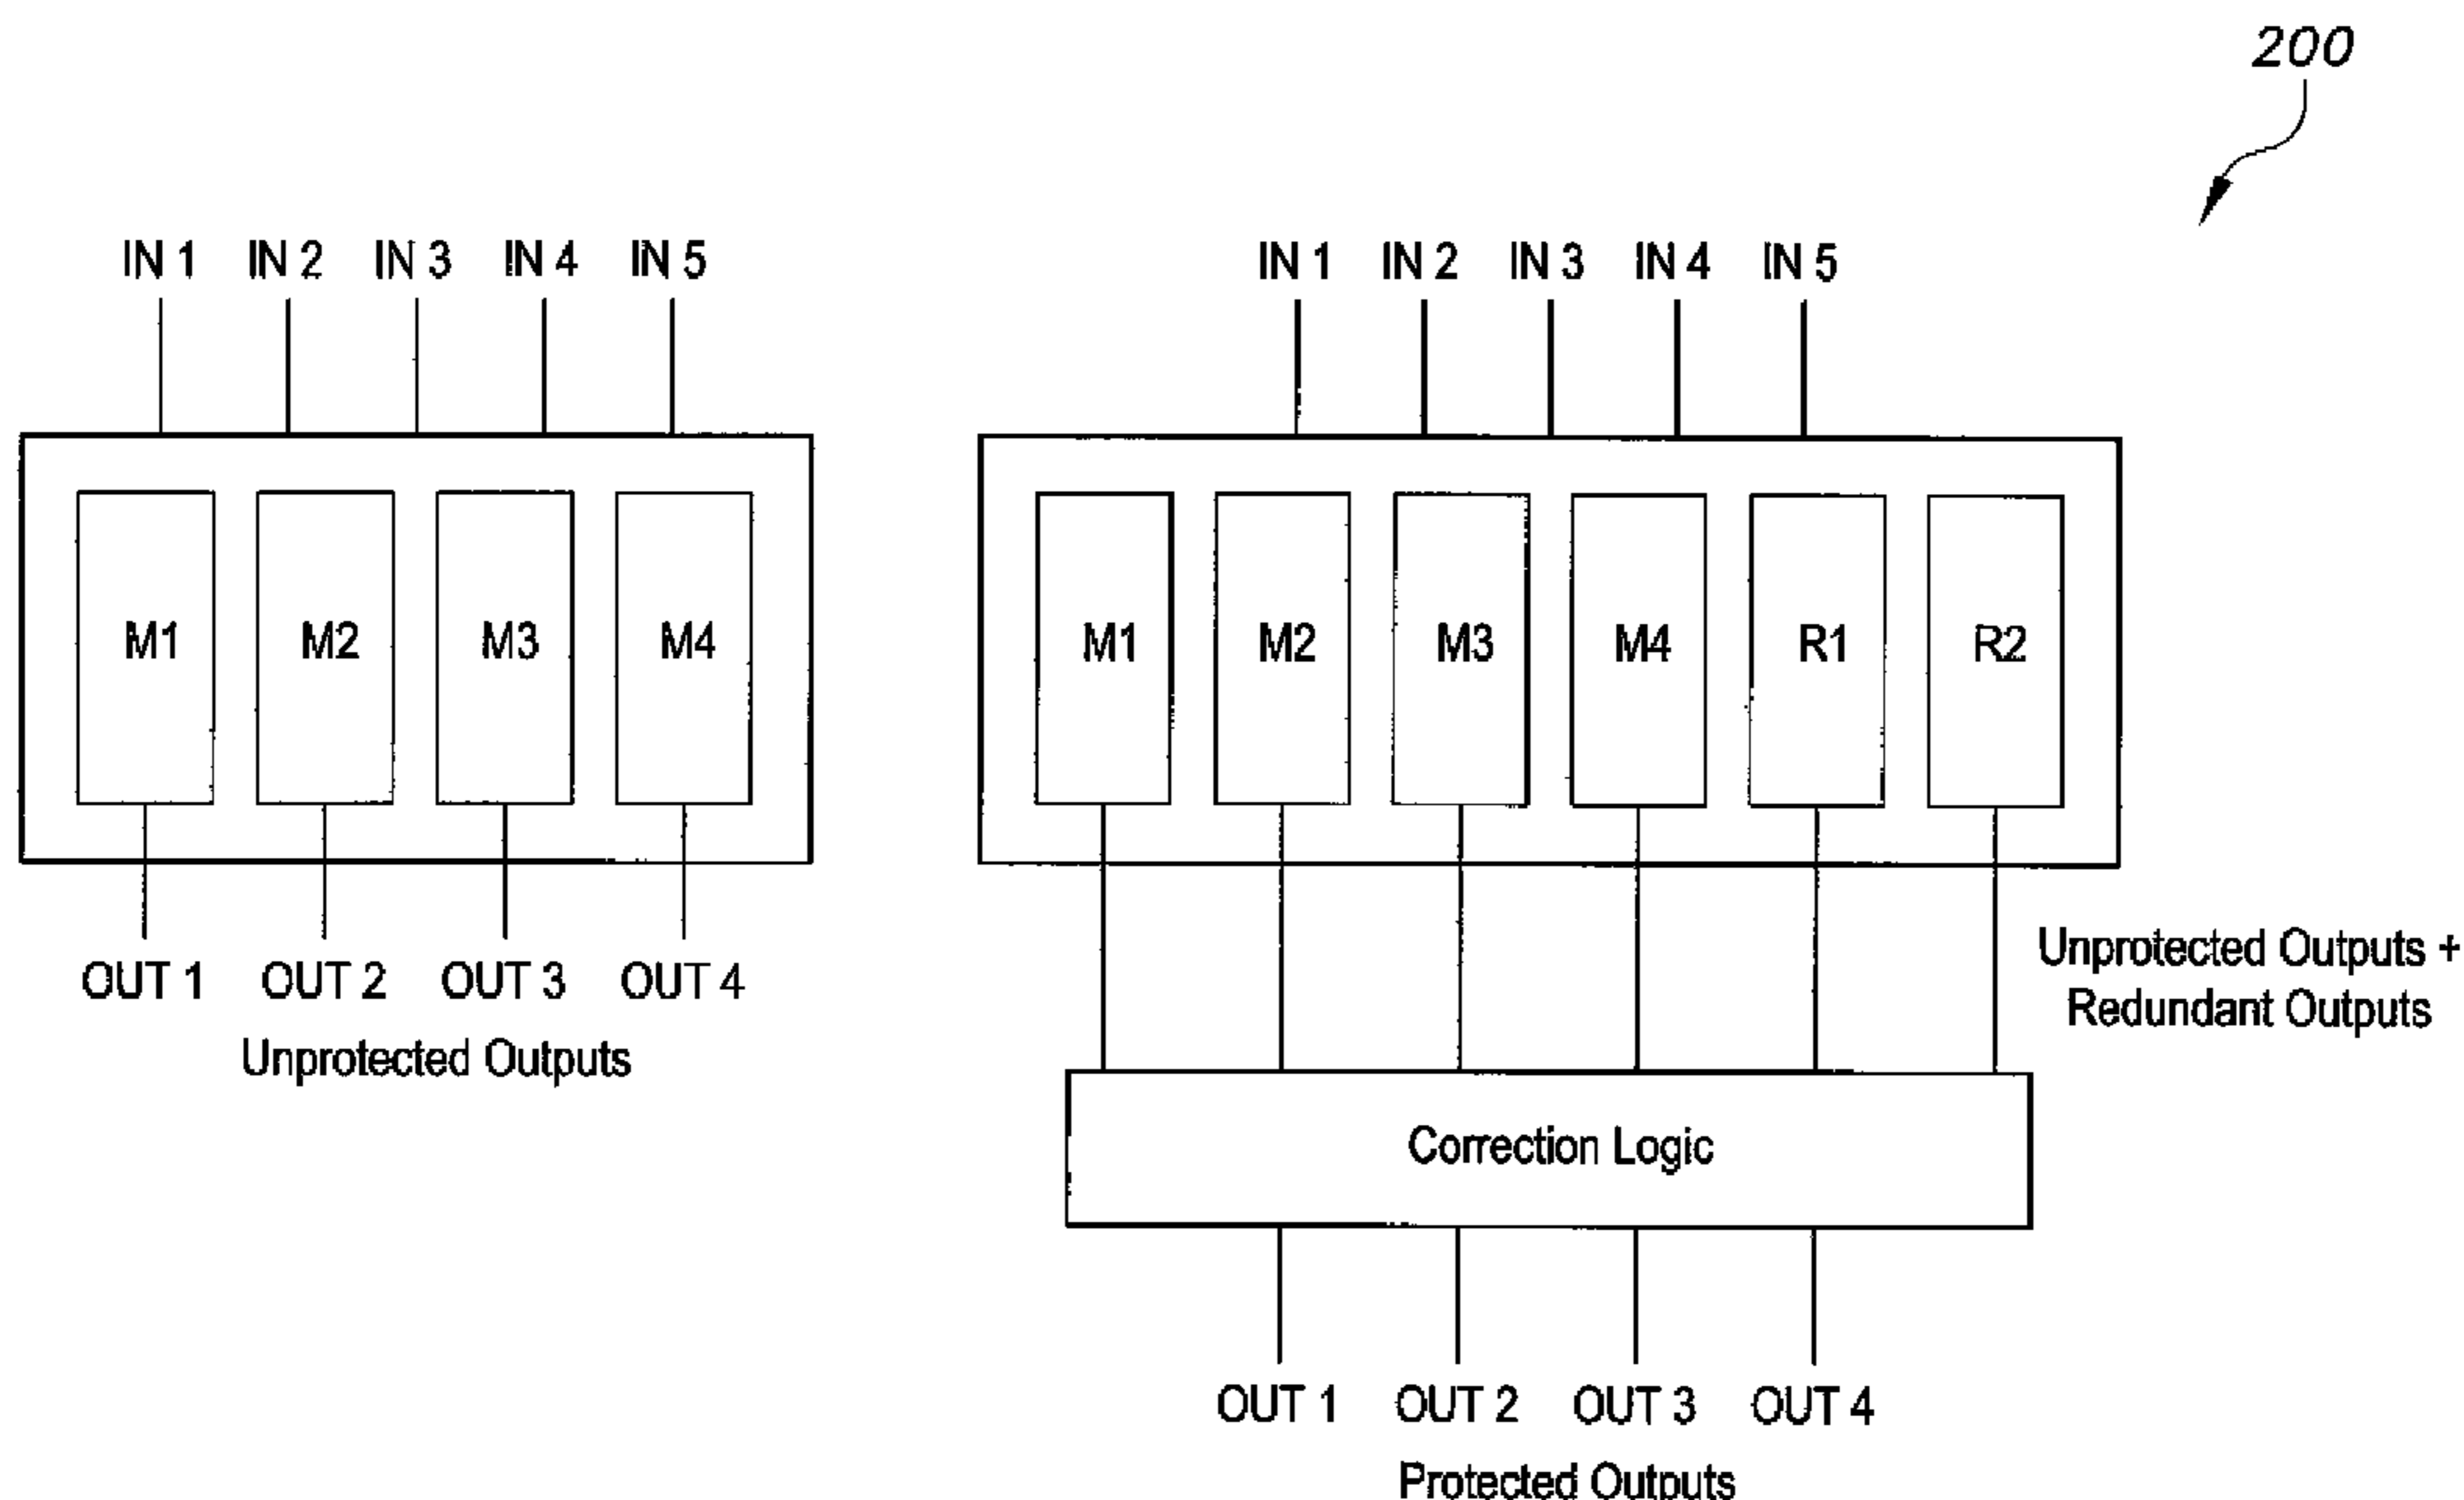 200
IN 1 IN 2 IN 3 IN 4 IN 5
M1 M2 M3 M4
OUT 1 OUT 2 OUT 3 OUT 4
Unprotected Outputs
IN 1 IN 2 IN 3 IN 4 IN 5
M1 M2 M3 M4 R1 R2
Unprotected Outputs +
Redundant Outputs
Correction Logic
OUT 1 OUT 2 OUT 3 OUT 4
Protected Outputs